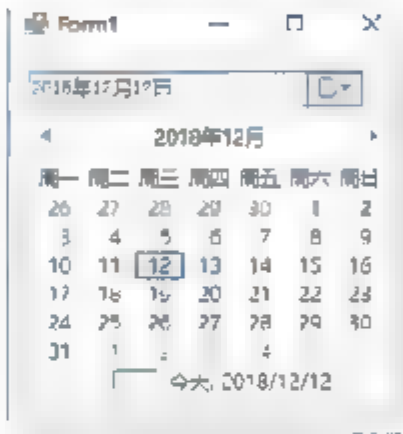 Form1
2018年12月12日
2018年12月
周一 周二 周三 周四 周五 周六 周日
26 27 28 29 30 1 2
3 4 5 6 7 8 9
10 11 12 13 14 15 16
17 18 19 20 21 22 23
24 25 26 27 28 29 30
31 1 2 4
今天: 2018/12/12